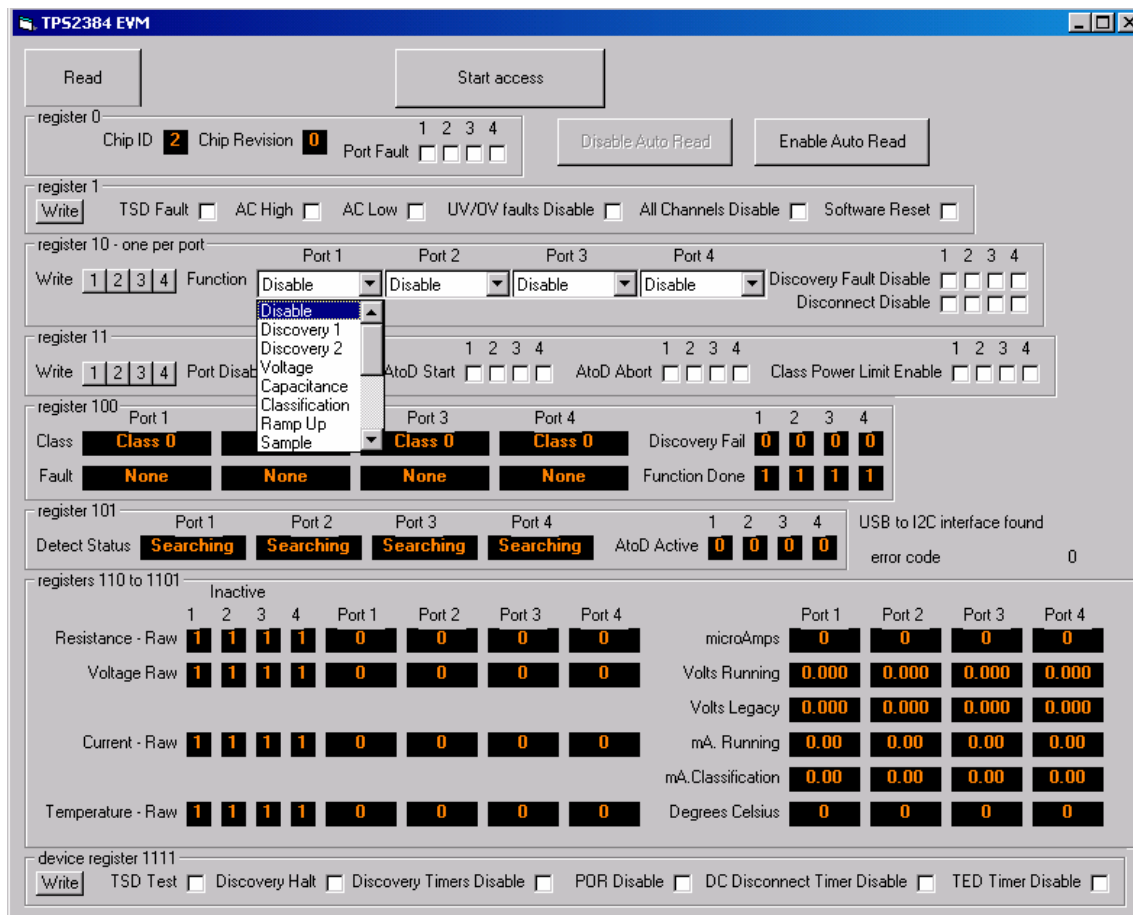 TPS2384 EVM
Read Start access
register 0
1 2 3 4
Chip ID 2 Chip Revision 0 Port Fault Disable Auto Read Enable Auto Read
register 1
Write TSD Fault AC High AC Low UV/OV faults Disable All Channels Disable Software Reset
register 10 - one per port
Port 1 Port 2 Port 3 Port 4 1 2 3 4
Write 1 2 3 4 Function Disable Disable Disable Disable Discovery Fault Disable
Disconnect Disable
Disable
Discovery 1
Discovery 2
Voltage
Capacitance
Classification
Ramp Up
Sample
register 11
1 2 3 4 1 2 3 4 1 2 3 4
Write 1 2 3 4 Port Disab AtoD Start AtoD Abort Class Power Limit Enable
register 100
Port 1 Port 3 Port 4 1 2 3 4
Class Class 0 Class 0 Class 0 Discovery Fail 0 0 0 0
Fault None None None None Function Done 1 1 1 1
register 101
Port 1 Port 2 Port 3 Port 4 1 2 3 4 USB to I2C interface found
Detect Status Searching Searching Searching Searching AtoD Active 0 0 0 0
error code 0
registers 110 to 1101
Inactive
1 2 3 4 Port 1 Port 2 Port 3 Port 4 Port 1 Port 2 Port 3 Port 4
Resistance - Raw 1 1 1 1 0 0 0 0 microAmps 0 0 0 0
Voltage Raw 1 1 1 1 0 0 0 0 Volts Running 0.000 0.000 0.000 0.000
Volts Legacy 0.000 0.000 0.000 0.000
Current - Raw 1 1 1 1 0 0 0 0 mA. Running 0.00 0.00 0.00 0.00
mA.Classification 0.00 0.00 0.00 0.00
Temperature - Raw 1 1 1 1 0 0 0 0 Degrees Celsius 0 0 0 0
device register 1111
Write TSD Test Discovery Halt Discovery Timers Disable POR Disable DC Disconnect Timer Disable TED Timer Disable